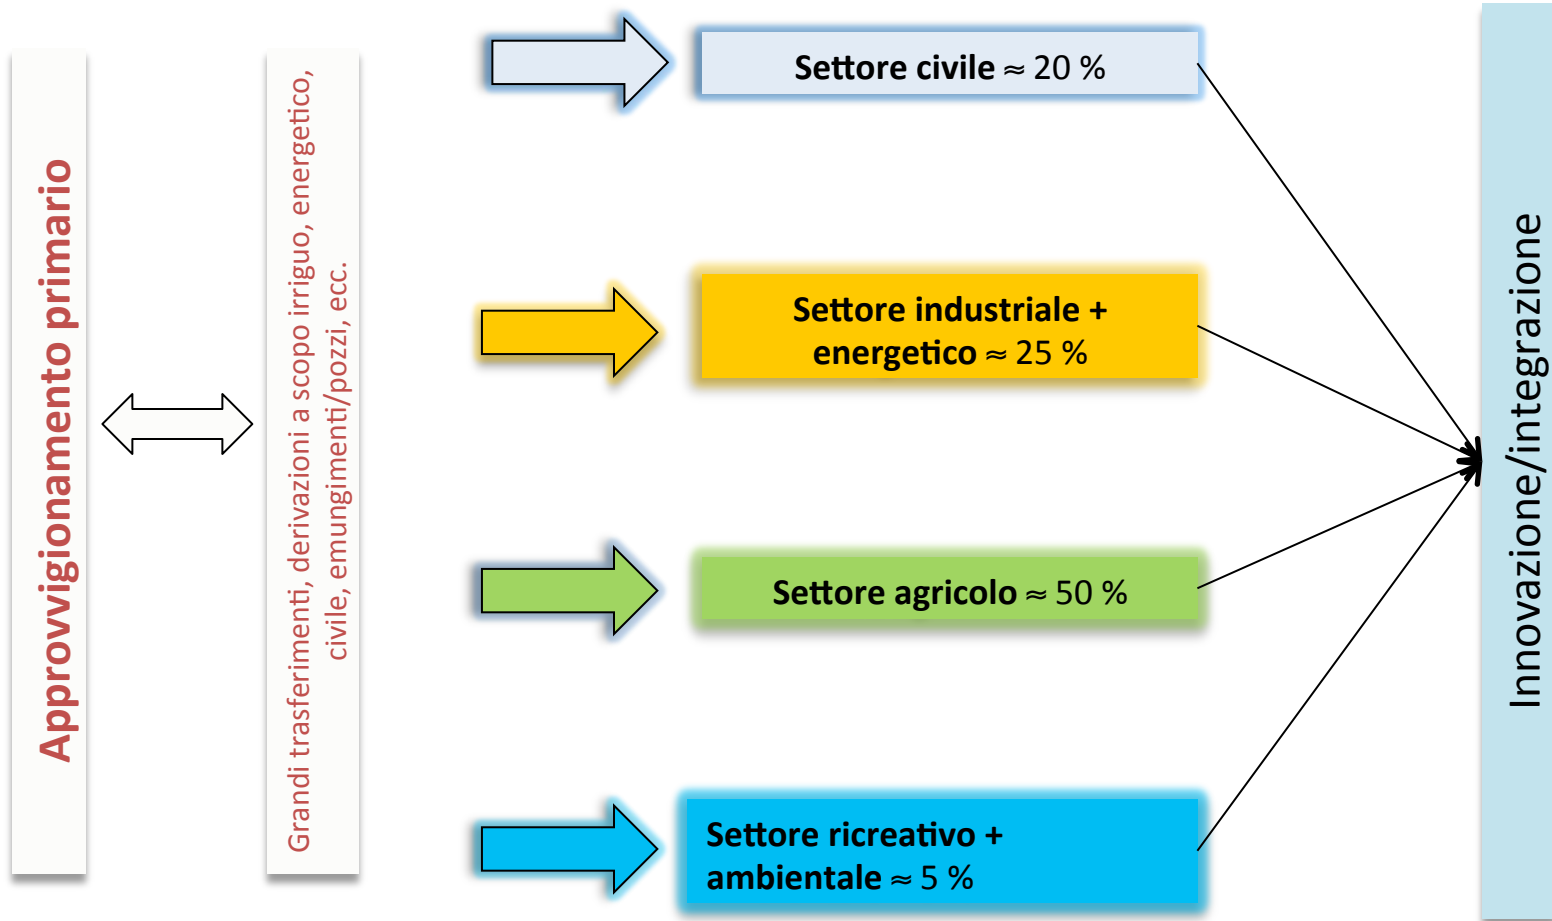 Approvvigionamento primario
Grandi trasferimenti, derivazioni a scopo irriguo, energetico,
civile, emungimenti/pozzi, ecc.
Settore civile ≈ 20 %
Settore industriale +
energetico ≈ 25 %
Settore agricolo ≈ 50 %
Settore ricreativo +
ambientale ≈ 5 %
Innovazione/integrazione